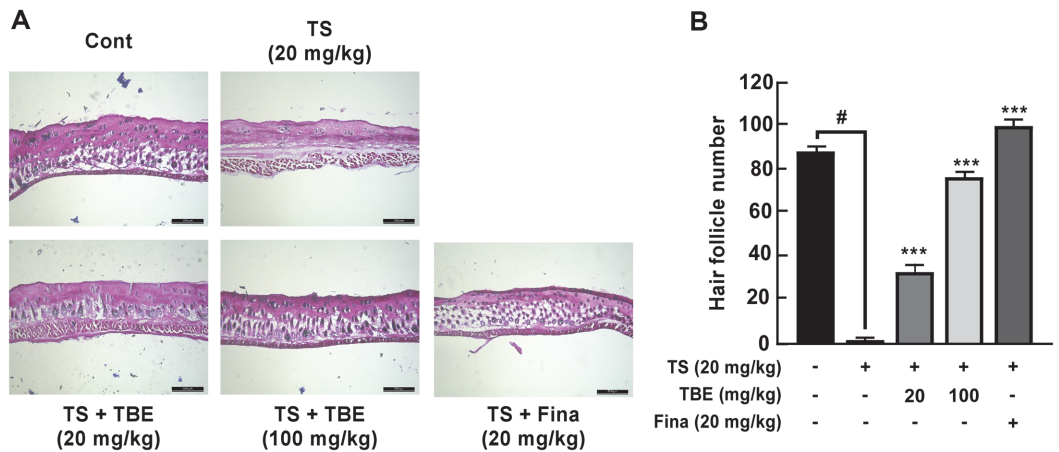 A
Cont
TS
(20 mg/kg)
TS + TBE
(20 mg/kg)
TS + TBE
(100 mg/kg)
TS + Fina
(20 mg/kg)
B
Hair follicle number
120
100
80
60
40
20
0
#
***
***
***
TS (20 mg/kg) - + + + +
TBE (mg/kg) - - 20 100 -
Fina (20 mg/kg) - - - - +